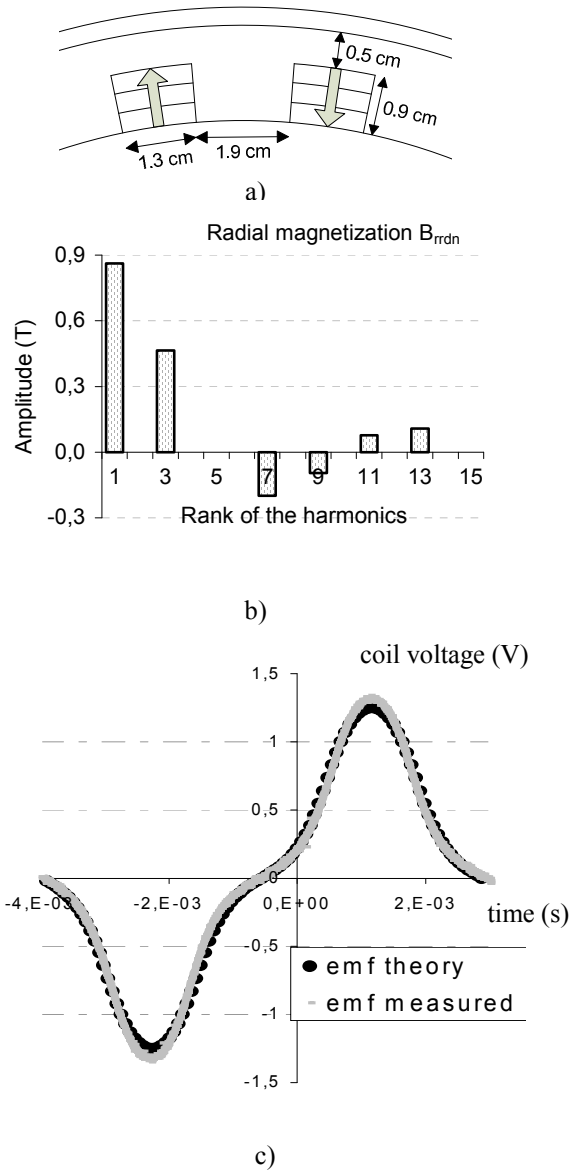 0.5 cm
0.9 cm
1.3 cm
1.9 cm
a)
Radial magnetization Brrdn
Amplitude (T)
0,9
0,6
0,3
0,0
-0,3
1 3 5 7 9 11 13 15
Rank of the harmonics
b)
coil voltage (V)
1,5
1
0,5
0
-4,E-03 -2,E-03 0,E+00 2,E-03
time (s)
-0,5
-1
-1,5
emf theory
emf measured
c)